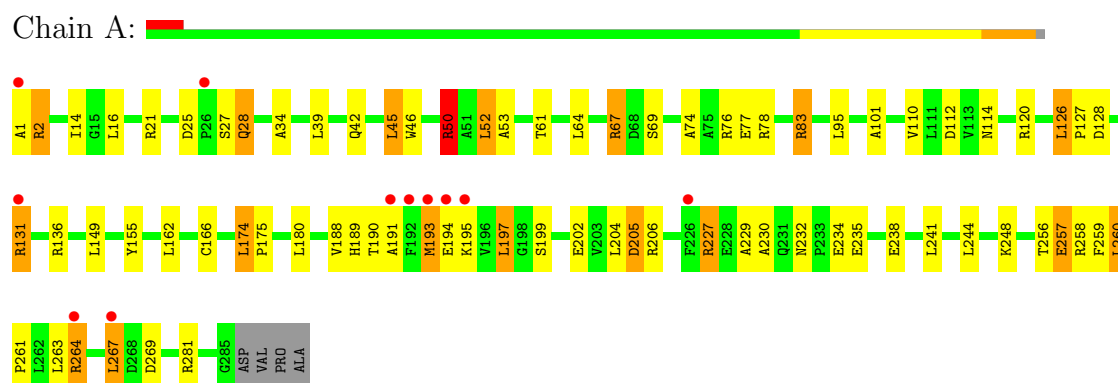 Chain A:
A1 R2 I14 G15 L16 R21 D25 P26 S27 Q28 A34 L39 Q42 L45 W46 R50 A51 L52 A53 T61 L64 R67 D68 S69 A74 A75 R76 E77 R78 R83 L95 A101 V110 L111 D112 V113 N114 R120 L126 P127 D128
R131 R136 L149 Y155 L162 C166 L174 P175 L180 V188 H189 T190 A191 F192 M193 E194 K195 V196 L197 G198 S199 E202 V203 L204 D205 R206 F226 R227 E228 A229 A230 Q231 N232 P233 E234 E235 E238 L241 L244 K248 T256 E257 R258 F259 L260
P261 L262 L263 R264 L267 D268 D269 R281 G285 ASP VAL PRO ALA